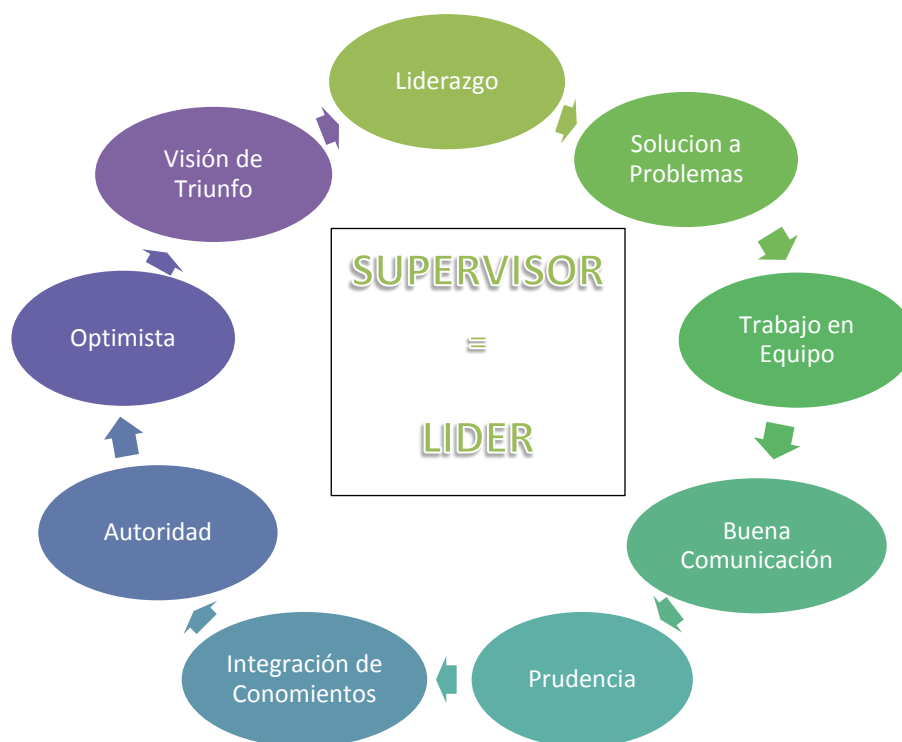 Liderazgo
Solucion a
Problemas
Trabajo en
Equipo
Buena
Comunicación
Prudencia
Integración de
Conomientos
Autoridad
Optimista
Visión de
Triunfo
SUPERVISOR
=
LIDER